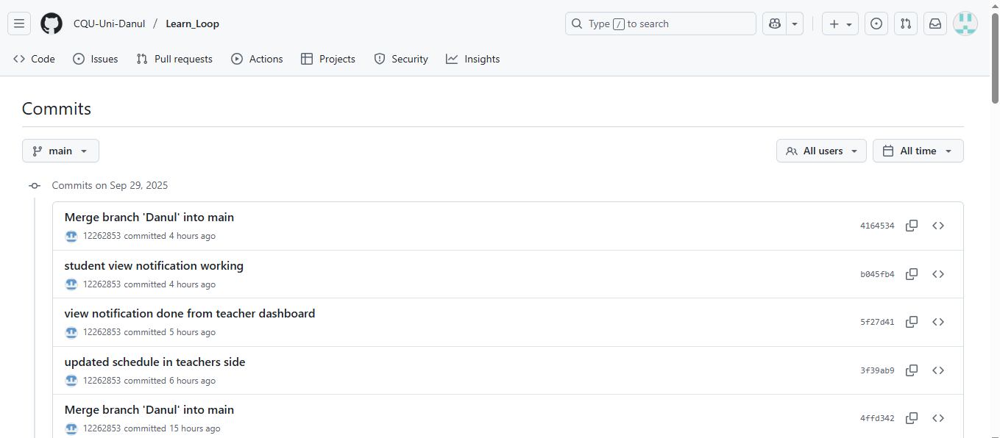 CQU-Uni-Danul / Learn_Loop
Type / to search
Code Issues Pull requests Actions Projects Security Insights
Commits
main All users All time
Commits on Sep 29, 2025
Merge branch 'Danul' into main
12262853 committed 4 hours ago
4164534
student view notification working
12262853 committed 4 hours ago
b045fb4
view notification done from teacher dashboard
12262853 committed 5 hours ago
5f27d41
updated schedule in teachers side
12262853 committed 6 hours ago
3f39ab9
Merge branch 'Danul' into main
12262853 committed 15 hours ago
4ffd342